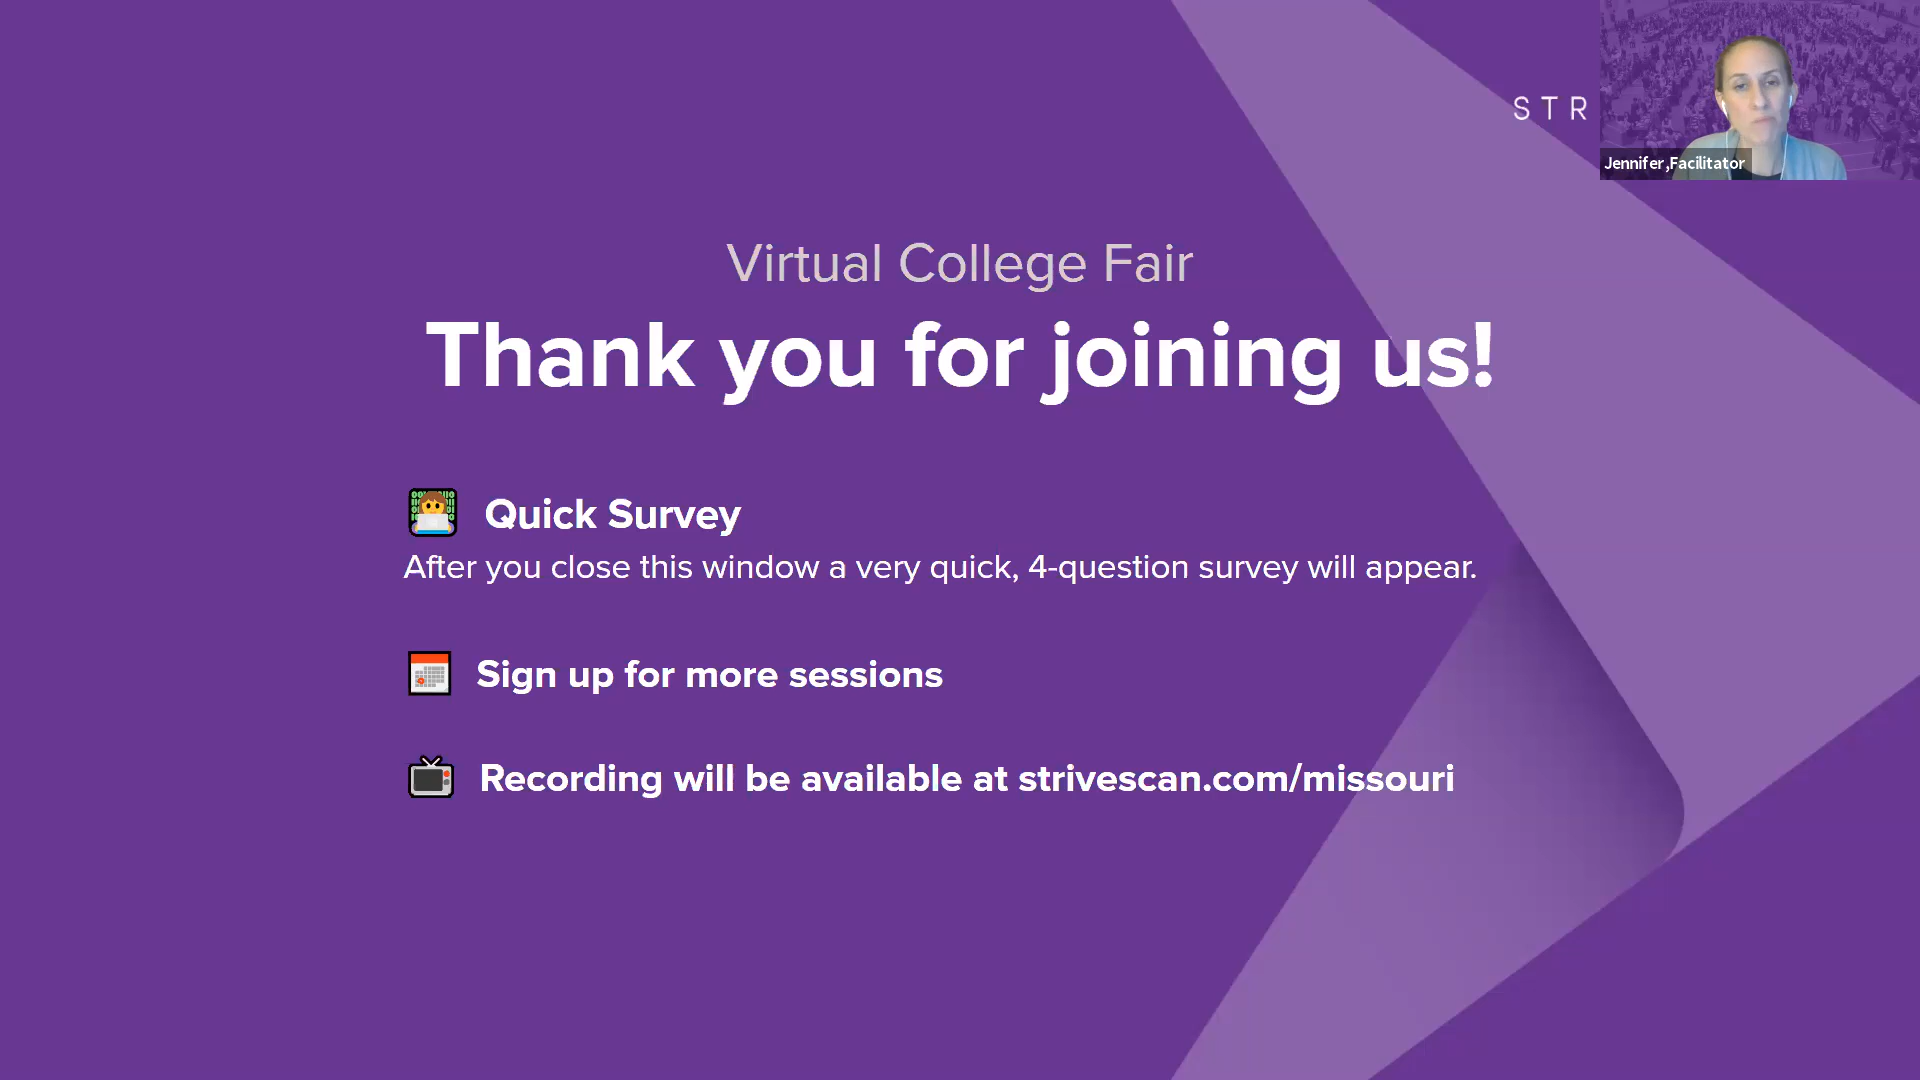 STR
Jennifer,Facilitator
Virtual College Fair
Thank you for joining us!
Quick Survey
After you close this window a very quick, 4-question survey will appear.
Sign up for more sessions
Recording will be available at strivescan.com/missouri